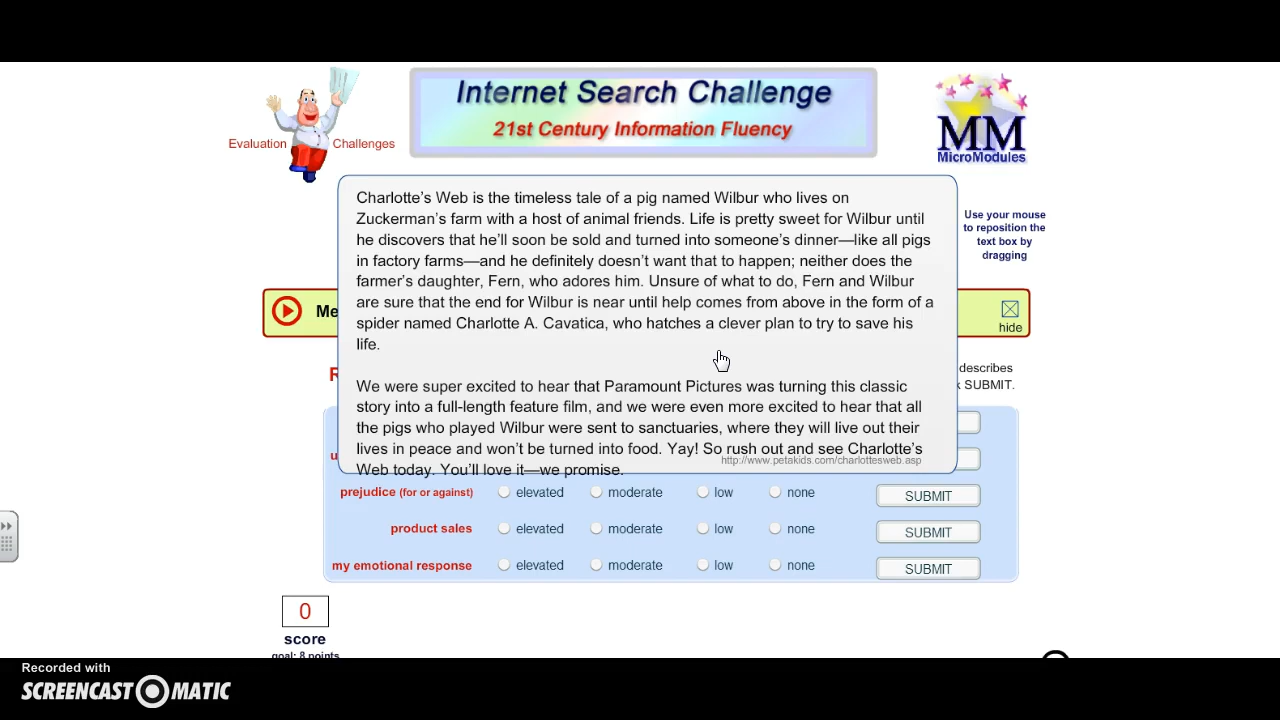 Internet Search Challenge
21st Century Information Fluency
Evaluation Challenges
MM
MicroModules
Charlotte’s Web is the timeless tale of a pig named Wilbur who lives on
Zuckerman’s farm with a host of animal friends. Life is pretty sweet for Wilbur until
he discovers that he’ll soon be sold and turned into someone’s dinner—like all pigs
in factory farms—and he definitely doesn’t want that to happen; neither does the
farmer’s daughter, Fern, who adores him. Unsure of what to do, Fern and Wilbur
are sure that the end for Wilbur is near until help comes from above in the form of a
spider named Charlotte A. Cavatica, who hatches a clever plan to try to save his
life.
We were super excited to hear that Paramount Pictures was turning this classic
story into a full-length feature film, and we were even more excited to hear that all
the pigs who played Wilbur were sent to sanctuaries, where they will live out their
lives in peace and won’t be turned into food. Yay! So rush out and see Charlotte’s
Web today. You’ll love it—we promise.
http://www.petakids.com/charlottesweb.asp
Use your mouse
to reposition the
text box by
dragging
Me
hide
R
describes
SUBMIT.
u
prejudice (for or against) elevated moderate low none SUBMIT
product sales elevated moderate low none SUBMIT
my emotional response elevated moderate low none SUBMIT
0
score
goal: 8 points
Recorded with
SCREENCAST-O-MATIC